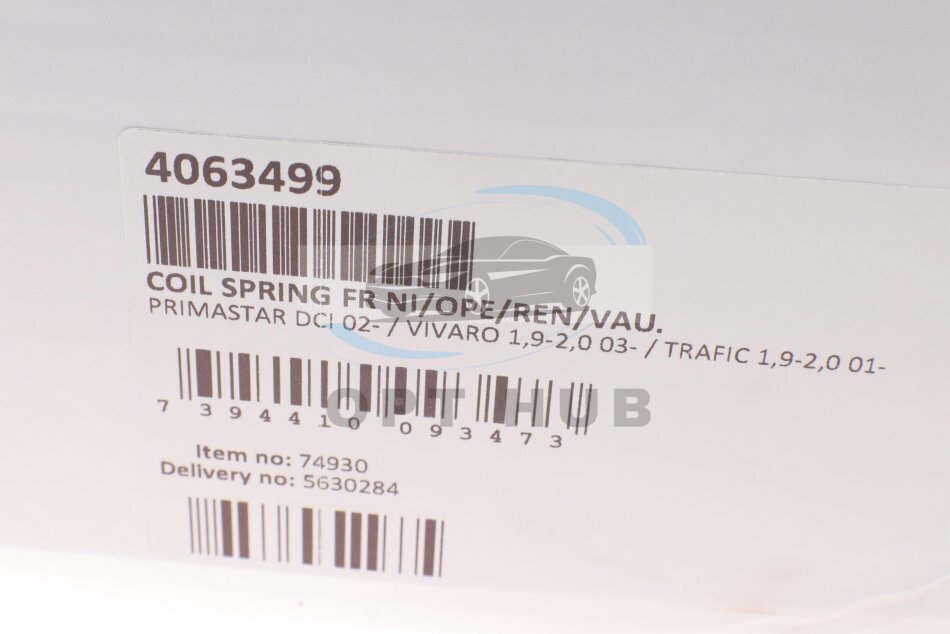 4063499
COIL SPRING FR NI/OPE/REN/VAU.
PRIMASTAR DCI 02- / VIVARO 1,9-2,0 03- / TRAFIC 1,9-2,0 01-
7 394410 093473
OPT HUB
Item no: 74930
Delivery no: 5630284